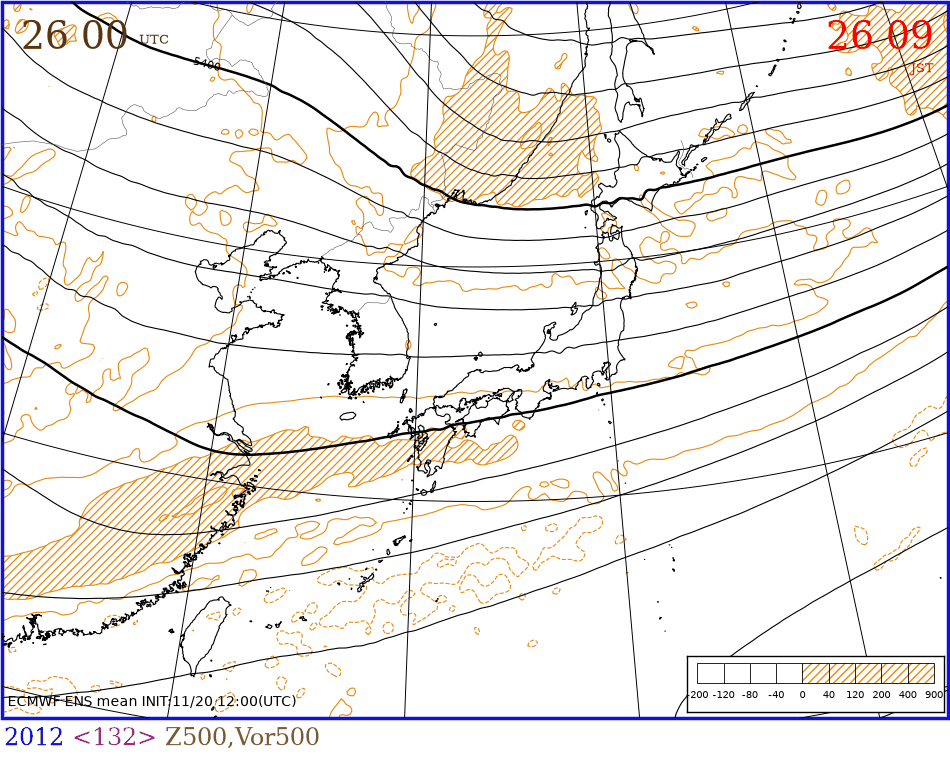 26 00 UTC
26 09
JST
5400
-200 -120 -80 -40 0 40 120 200 400 900
ECMWF ENS mean INIT:11/20 12:00(UTC)
2012 <132> Z500,Vor500